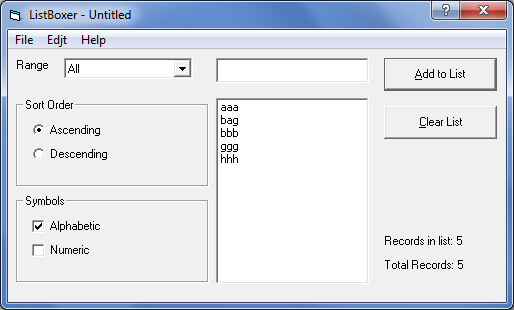 ListBoxer - Untitled
File Edjt Help
Range All Add to List
Sort Order
Ascending
Descending
Symbols
Alphabetic
Numeric
aaa
bag
bbb
ggg
hhh
Clear List
Records in list: 5
Total Records: 5